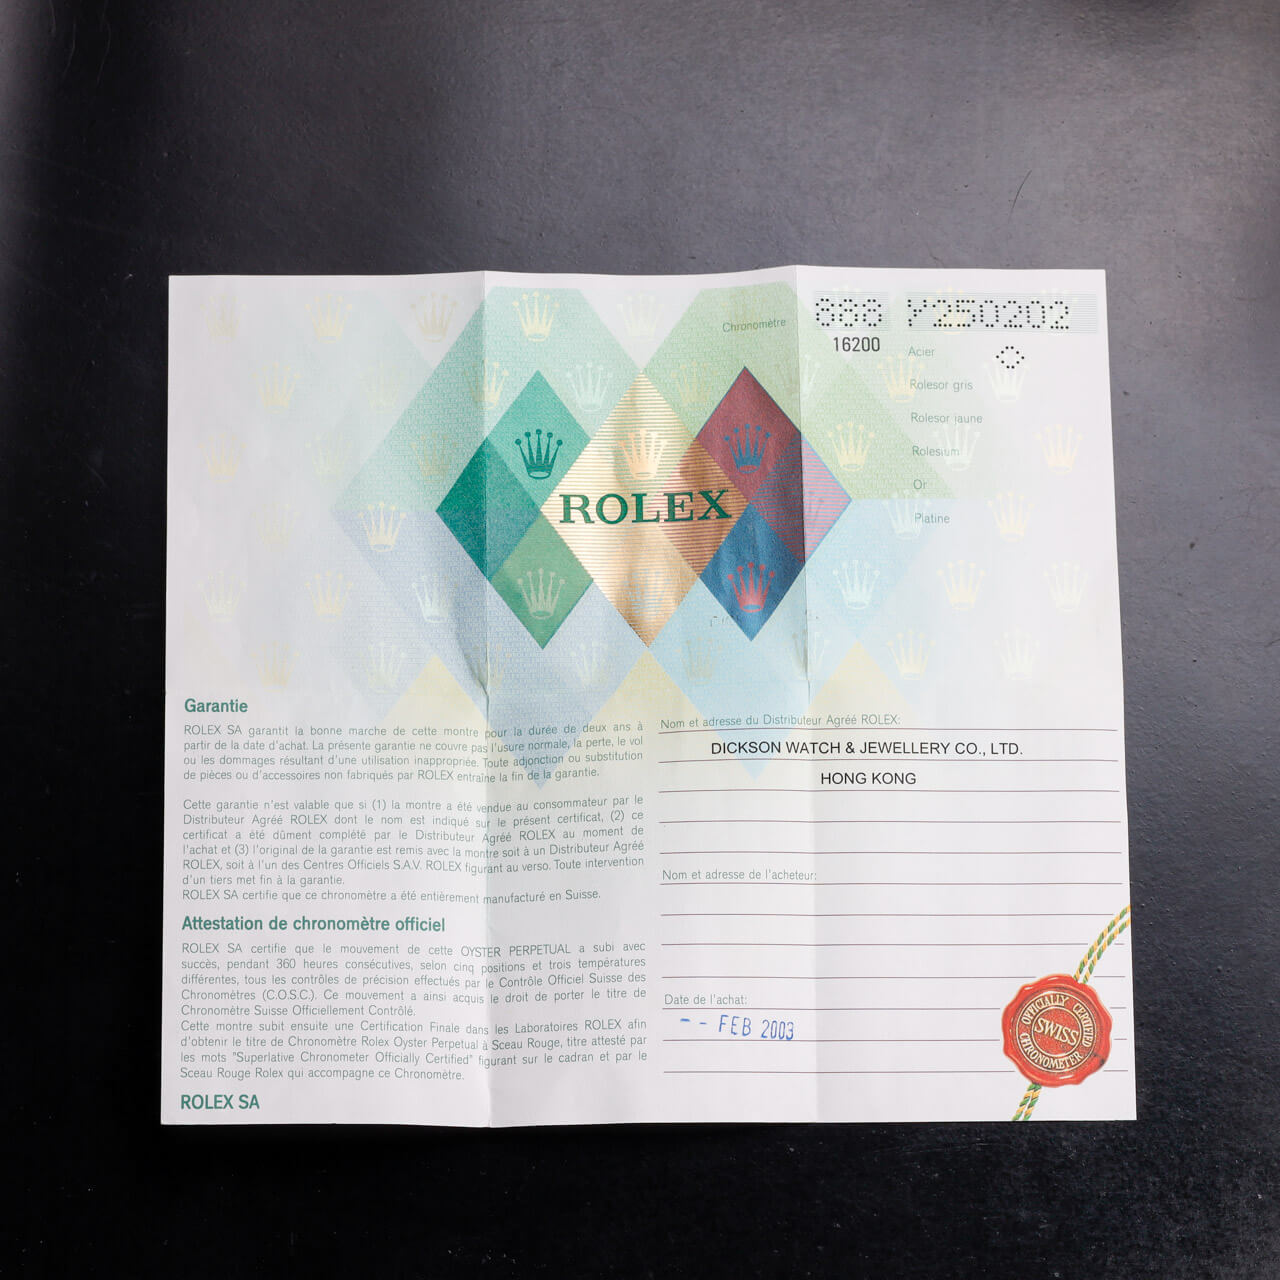 Chronomètre
888 Y250202
16200
Acier
Rolesor gris
Rolesor jaune
Rolesium
Or
Platine
ROLEX
Garantie
ROLEX SA garantit la bonne marche de cette montre pour la durée de deux ans à
partir de la date d'achat. La présente garantie ne couvre pas l'usure normale, la perte, le vol
ou les dommages résultant d'une utilisation inappropriée. Toute adjonction ou substitution
de pièces ou d'accessoires non fabriqués par ROLEX entraîne la fin de la garantie.
Cette garantie n'est valable que si (1) la montre a été vendue au consommateur par le
Distributeur Agréé ROLEX dont le nom est indiqué sur le présent certificat, (2) ce
certificat a été dûment complété par le Distributeur Agréé ROLEX au moment de
l'achat et (3) l'original de la garantie est remis avec la montre soit à un Distributeur Agréé
ROLEX, soit à l'un des Centres Officiels S.A.V. ROLEX figurant au verso. Toute intervention
d'un tiers met fin à la garantie.
ROLEX SA certifie que ce chronomètre a été entièrement manufacturé en Suisse.
Attestation de chronomètre officiel
ROLEX SA certifie que le mouvement de cette OYSTER PERPETUAL a subi avec
succès, pendant 360 heures consécutives, selon cinq positions et trois températures
différentes, tous les contrôles de précision effectués par le Contrôle Officiel Suisse des
Chronomètres (C.O.S.C.). Ce mouvement a ainsi acquis le droit de porter le titre de
Chronomètre Suisse Officiellement Contrôlé.
Cette montre subit ensuite une Certification Finale dans les Laboratoires ROLEX afin
d'obtenir le titre de Chronomètre Rolex Oyster Perpetual à Sceau Rouge, titre attesté par
les mots "Superlative Chronometer Officially Certified" figurant sur le cadran et par le
Sceau Rouge Rolex qui accompagne ce Chronomètre.
ROLEX SA
Nom et adresse du Distributeur Agréé ROLEX:
DICKSON WATCH & JEWELLERY CO., LTD.
HONG KONG
Nom et adresse de l'acheteur:
Date de l'achat:
-- FEB 2003
OFFICIALLY CERTIFIED
SWISS
CHRONOMETER